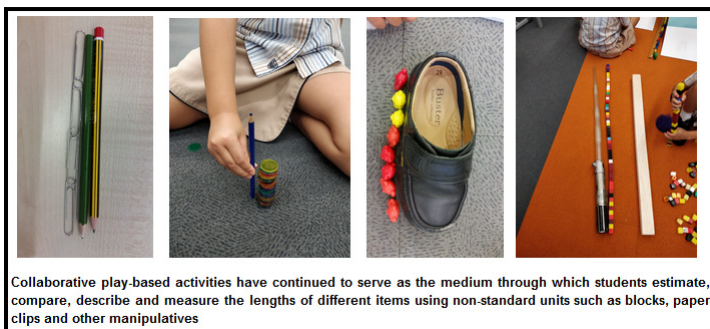 Buster
Collaborative play-based activities have continued to serve as the medium through which students estimate,
compare, describe and measure the lengths of different items using non-standard units such as blocks, paper
clips and other manipulatives